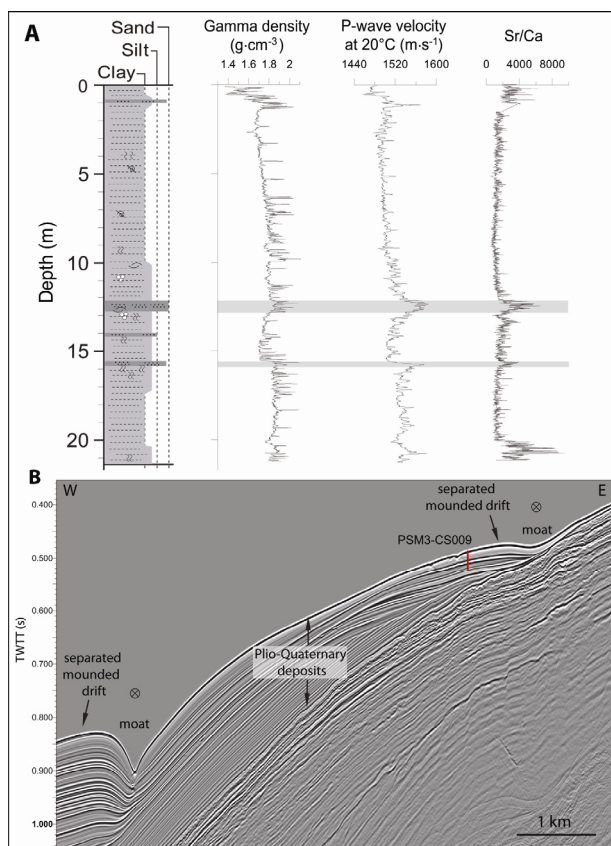 A
Sand
Silt
Clay
Gamma density
(g·cm-3)
1.4 1.6 1.8 2
P-wave velocity
at 20°C (m·s-1)
1440 1520 1600
Sr/Ca
0 4000 8000
Depth (m)
0
5
10
15
20
B
W
E
TWTT (s)
0.400
0.500
0.600
0.700
0.800
0.900
1.000
separated
mounded drift
moat
PSM3-CS009
Plio-Quaternary
deposits
separated
mounded
drift
moat
1 km